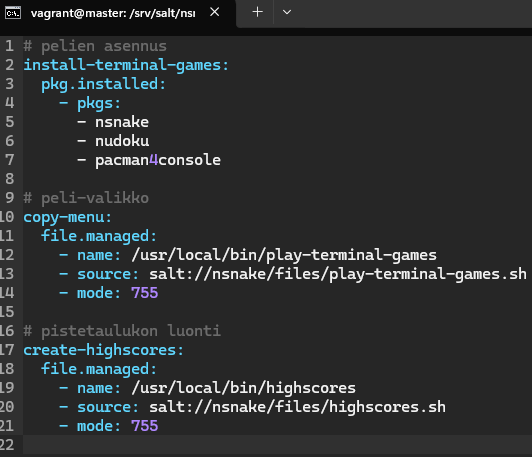 vagrant@master: /srv/salt/nsr
1 # pelien asennus
2 install-terminal-games:
3   pkg.installed:
4     - pkgs:
5       - nsnake
6       - nudoku
7       - pacman4console
8
9 # peli-valikko
10 copy-menu:
11   file.managed:
12     - name: /usr/local/bin/play-terminal-games
13     - source: salt://nsnake/files/play-terminal-games.sh
14     - mode: 755
15
16 # pistetaulukon luonti
17 create-highscores:
18   file.managed:
19     - name: /usr/local/bin/highscores
20     - source: salt://nsnake/files/highscores.sh
21     - mode: 755
22